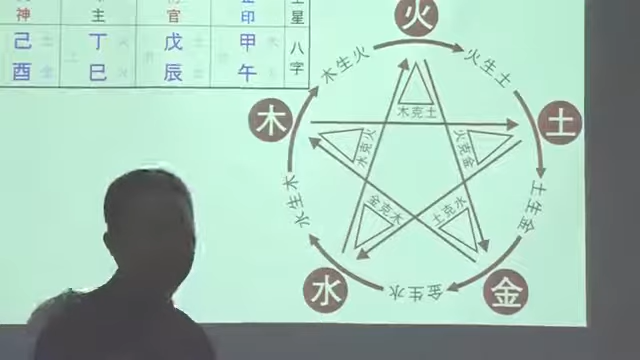 神 主 官 印 星
己 丁 戊 甲 八
酉 巳 辰 午 字
火
木生火
火生土
木
土
木克土
水克火
火克金
水生木
土生金
金克木
土克水
水
金
金生水